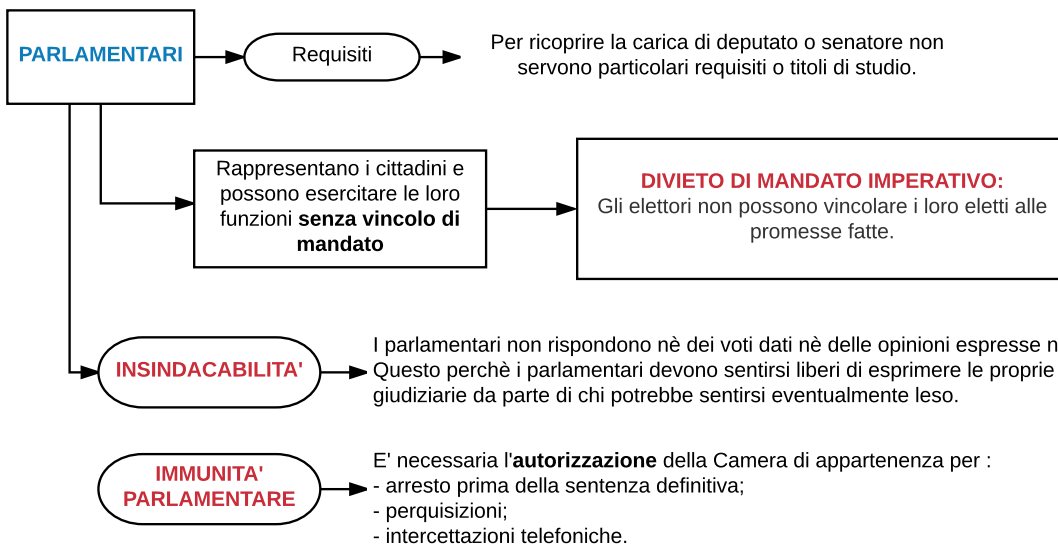 PARLAMENTARI
Requisiti
Per ricoprire la carica di deputato o senatore non
servono particolari requisiti o titoli di studio.
Rappresentano i cittadini e
possono esercitare le loro
funzioni senza vincolo di
mandato
DIVIETO DI MANDATO IMPERATIVO:
Gli elettori non possono vincolare i loro eletti alle
promesse fatte.
INSINDACABILITA'
I parlamentari non rispondono nè dei voti dati nè delle opinioni espresse
Questo perchè i parlamentari devono sentirsi liberi di esprimere le proprie
giudiziarie da parte di chi potrebbe sentirsi eventualmente leso.
IMMUNITA'
PARLAMENTARE
E' necessaria l'autorizzazione della Camera di appartenenza per :
- arresto prima della sentenza definitiva;
- perquisizioni;
- intercettazioni telefoniche.